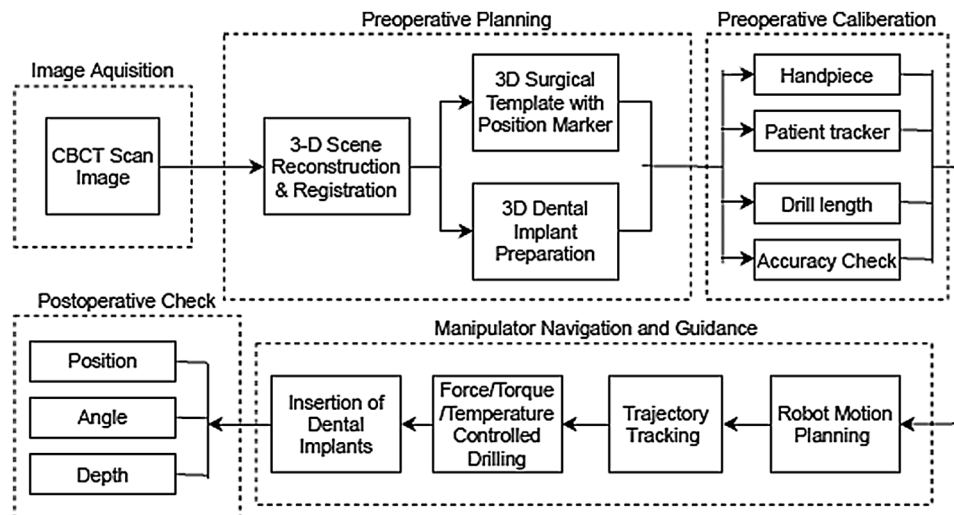 Preoperative Planning
Preoperative Caliberation
Image Aquisition
CBCT Scan
Image
3-D Scene
Reconstruction
& Registration
3D Surgical
Template with
Position Marker
3D Dental
Implant
Preparation
Handpiece
Patient tracker
Drill length
Accuracy Check
Postoperative Check
Position
Angle
Depth
Manipulator Navigation and Guidance
Insertion of
Dental
Implants
Force/Torque
/Temperature
Controlled
Drilling
Trajectory
Tracking
Robot Motion
Planning